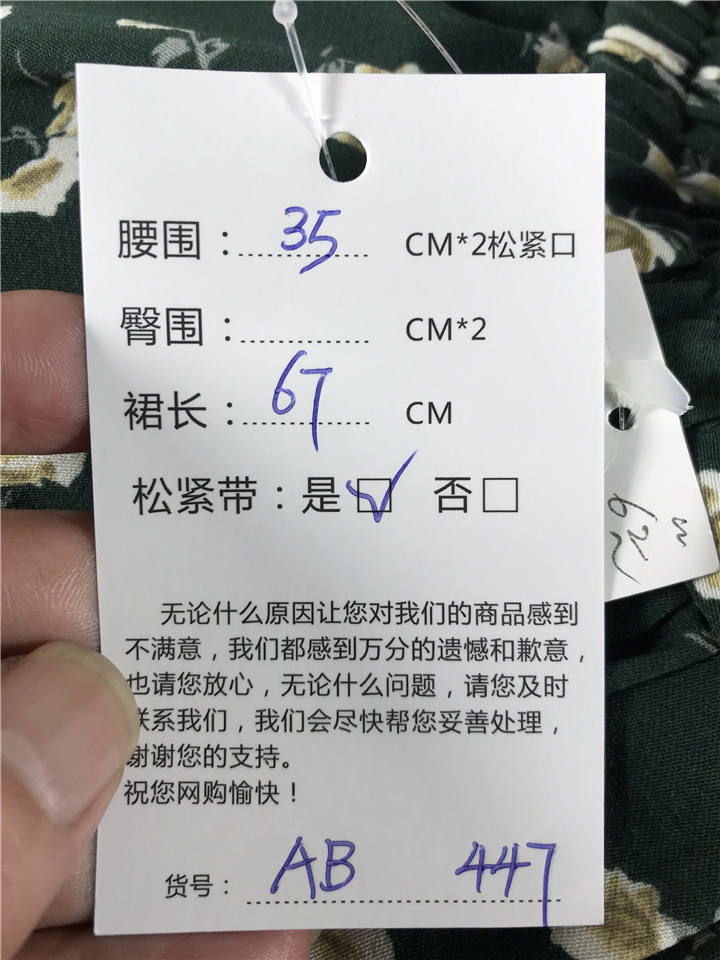 腰围：35 CM*2松紧口
臀围： CM*2
裙长：67 CM
松紧带：是☑ 否□
无论什么原因让您对我们的商品感到
不满意，我们都感到万分的遗憾和歉意，
也请您放心，无论什么问题，请您及时
联系我们，我们会尽快帮您妥善处理，
谢谢您的支持。
祝您网购愉快！
货号：AB 447